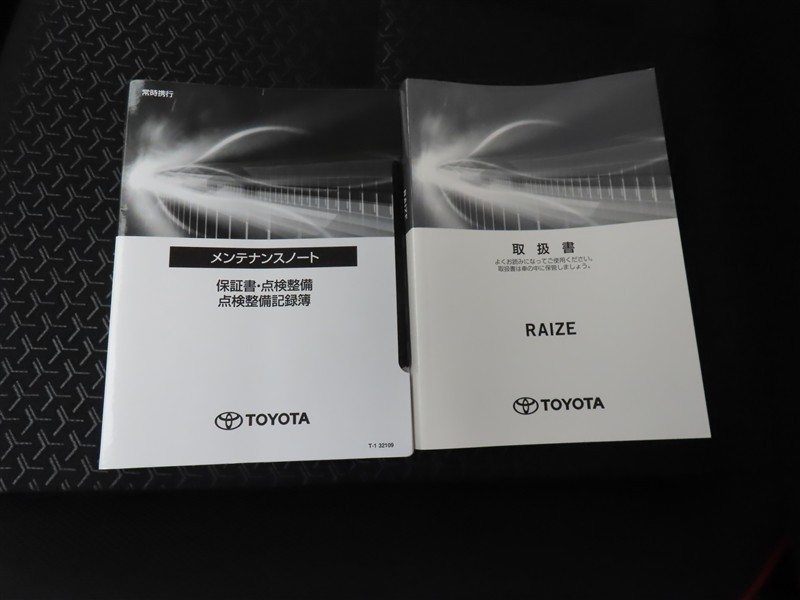 常時携行
メンテナンスノート
保証書・点検整備
点検整備記録簿
TOYOTA
T-1 32109
RAIZE
取扱書
よくお読みになってご使用ください。
取扱書は車の中に保管しましょう。
RAIZE
TOYOTA